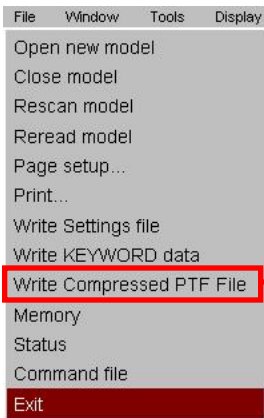 File Window Tools Display
Open new model
Close model
Rescan model
Reread model
Page setup...
Print...
Write Settings file
Write KEYWORD data
Write Compressed PTF File
Memory
Status
Command file
Exit